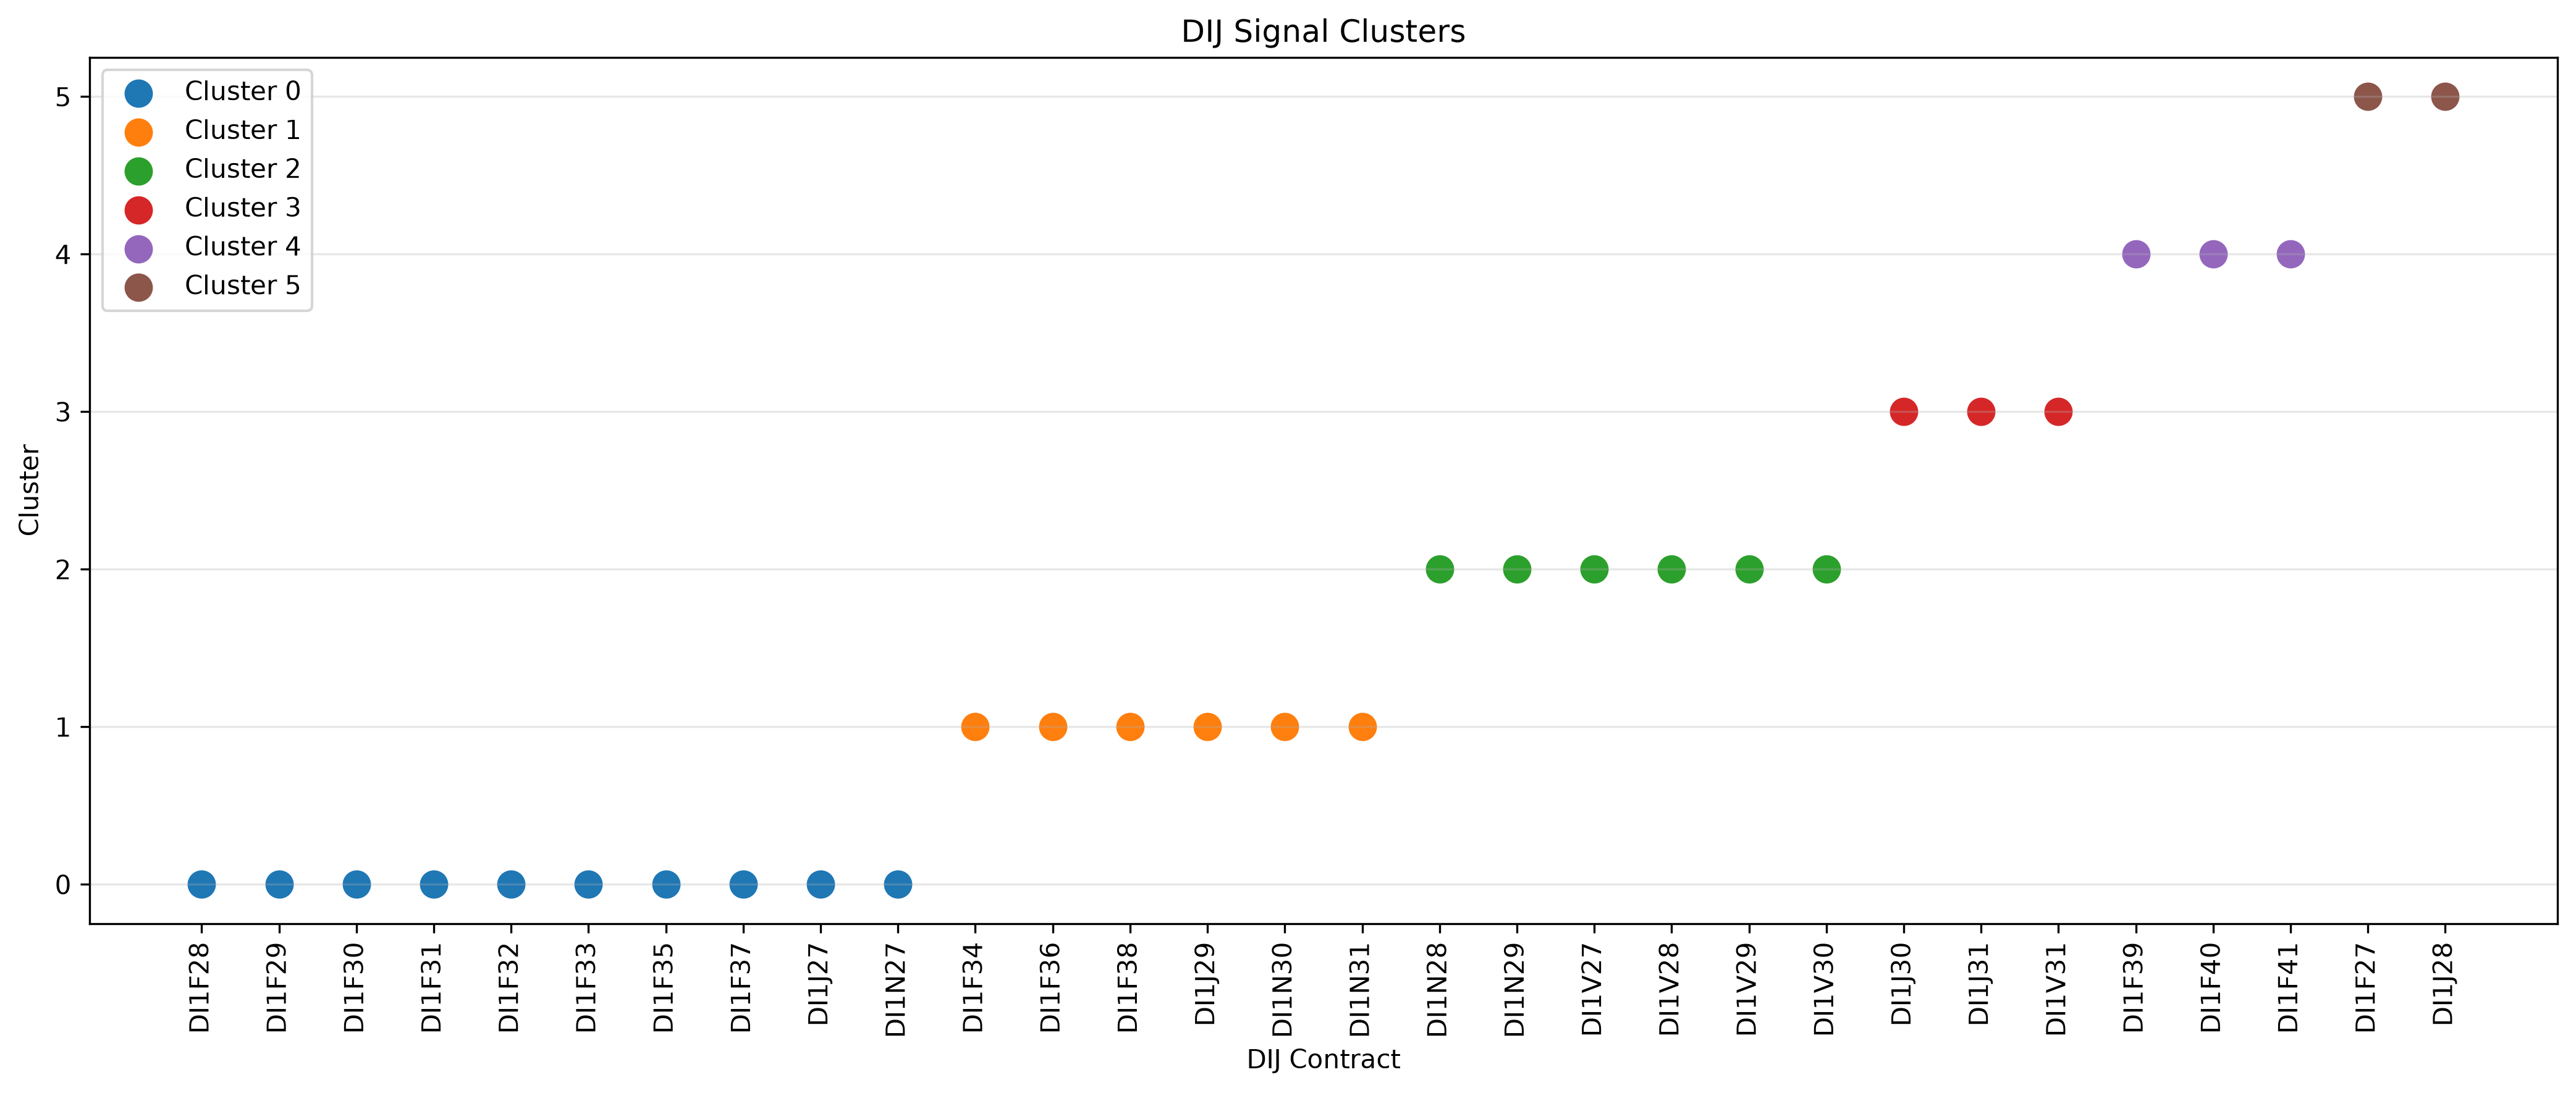 DIJ Signal Clusters
Cluster 0
Cluster 1
Cluster 2
Cluster 3
Cluster 4
Cluster 5
Cluster
5
4
3
2
1
0
DI1F28
DI1F29
DI1F30
DI1F31
DI1F32
DI1F33
DI1F35
DI1F37
DI1J27
DI1N27
DI1F34
DI1F36
DI1F38
DI1J29
DI1N30
DI1N31
DI1N28
DI1N29
DI1V27
DI1V28
DI1V29
DI1V30
DI1J30
DI1J31
DI1V31
DI1F39
DI1F40
DI1F41
DI1F27
DI1J28
DIJ Contract